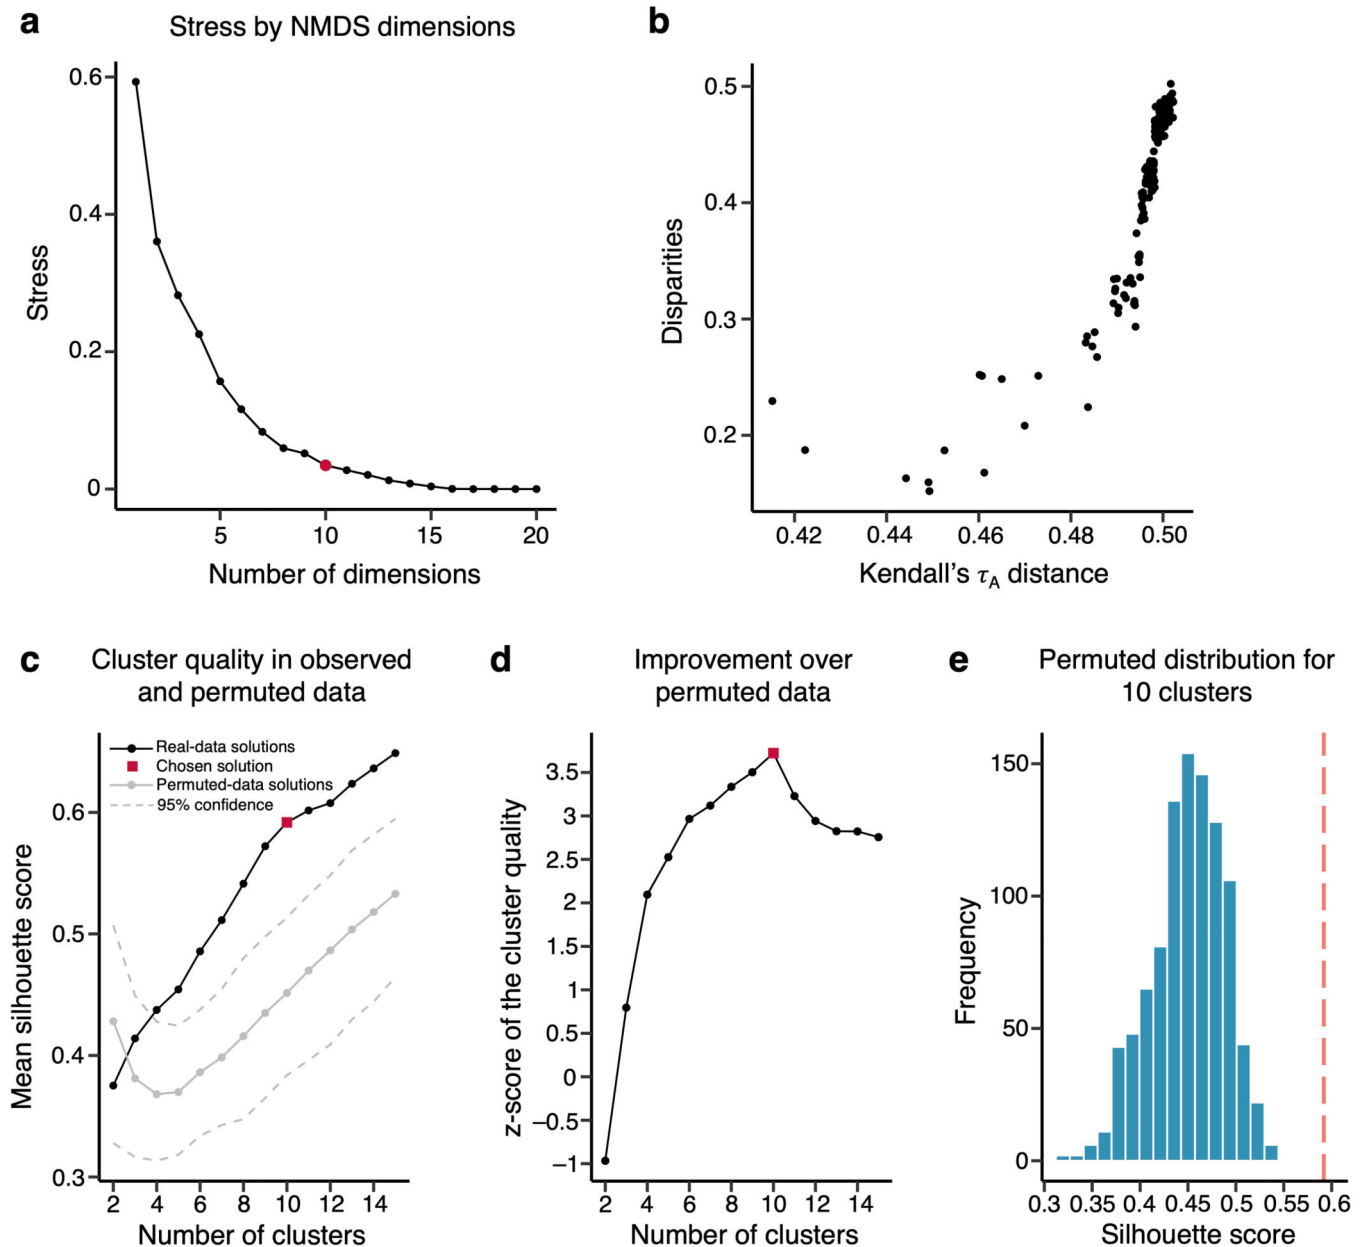 a
Stress by NMDS dimensions
0.6
0.4
0.2
0
Stress
5 10 15 20
Number of dimensions
b
0.5
0.4
0.3
0.2
Disparities
0.42 0.44 0.46 0.48 0.50
Kendall's τA distance
c
Cluster quality in observed
and permuted data
Real-data solutions
Chosen solution
Permuted-data solutions
95% confidence
0.6
0.5
0.4
0.3
Mean silhouette score
2 4 6 8 10 12 14
Number of clusters
d
Improvement over
permuted data
3.5
3
2.5
2
1.5
1
0.5
0
−0.5
−1
z-score of the cluster quality
2 4 6 8 10 12 14
Number of clusters
e
Permuted distribution for
10 clusters
150
100
50
0
Frequency
0.3 0.35 0.4 0.45 0.5 0.55 0.6
Silhouette score